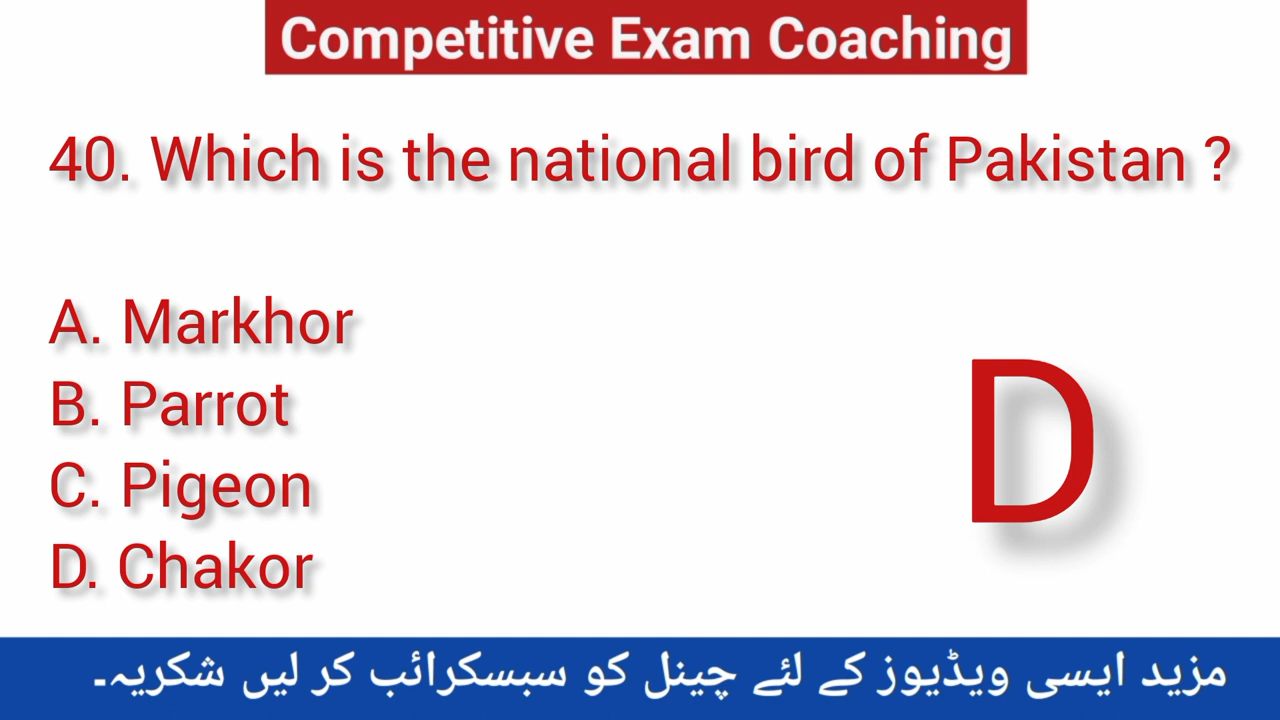 Competitive Exam Coaching
40. Which is the national bird of Pakistan ?
A. Markhor
B. Parrot
C. Pigeon
D. Chakor
D
مزید ایسی ویڈیوز کے لئے چینل کو سبسکرائب کر لیں شکریہ۔